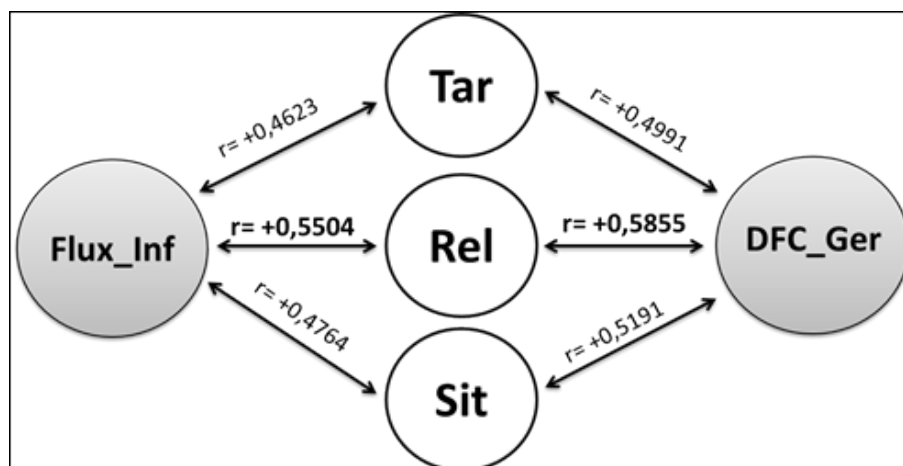 Tar
r= +0,4623
r= +0,4991
Flux_Inf
r= +0,5504
Rel
r= +0,5855
DFC_Ger
r= +0,4764
r= +0,5191
Sit